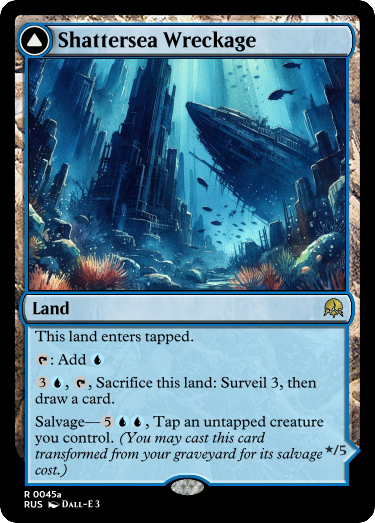 Shattersea Wreckage
Land
This land enters tapped.
: Add
3 , , Sacrifice this land: Surveil 3, then
draw a card.
Salvage—5 , Tap an untapped creature
you control. (You may cast this card
transformed from your graveyard for its salvage
cost.)
★/5
R 0045a
RUS DALL-E 3